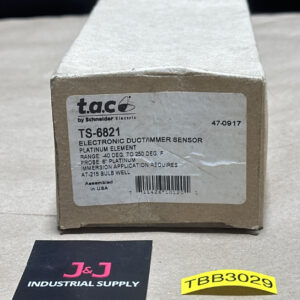 t.a.c
by Schneider Electric
47-0917
TS-6821
ELECTRONIC DUCT/IMMER SENSOR
PLATINUM ELEMENT
RANGE: -40 DEG. TO 250 DEG. F
PROBE: 8" PLATINUM
IMMERSION APPLICATION REQUIRES
AT-215 BULB WELL
Assembled
in USA
J&J
INDUSTRIAL SUPPLY
TBB3029